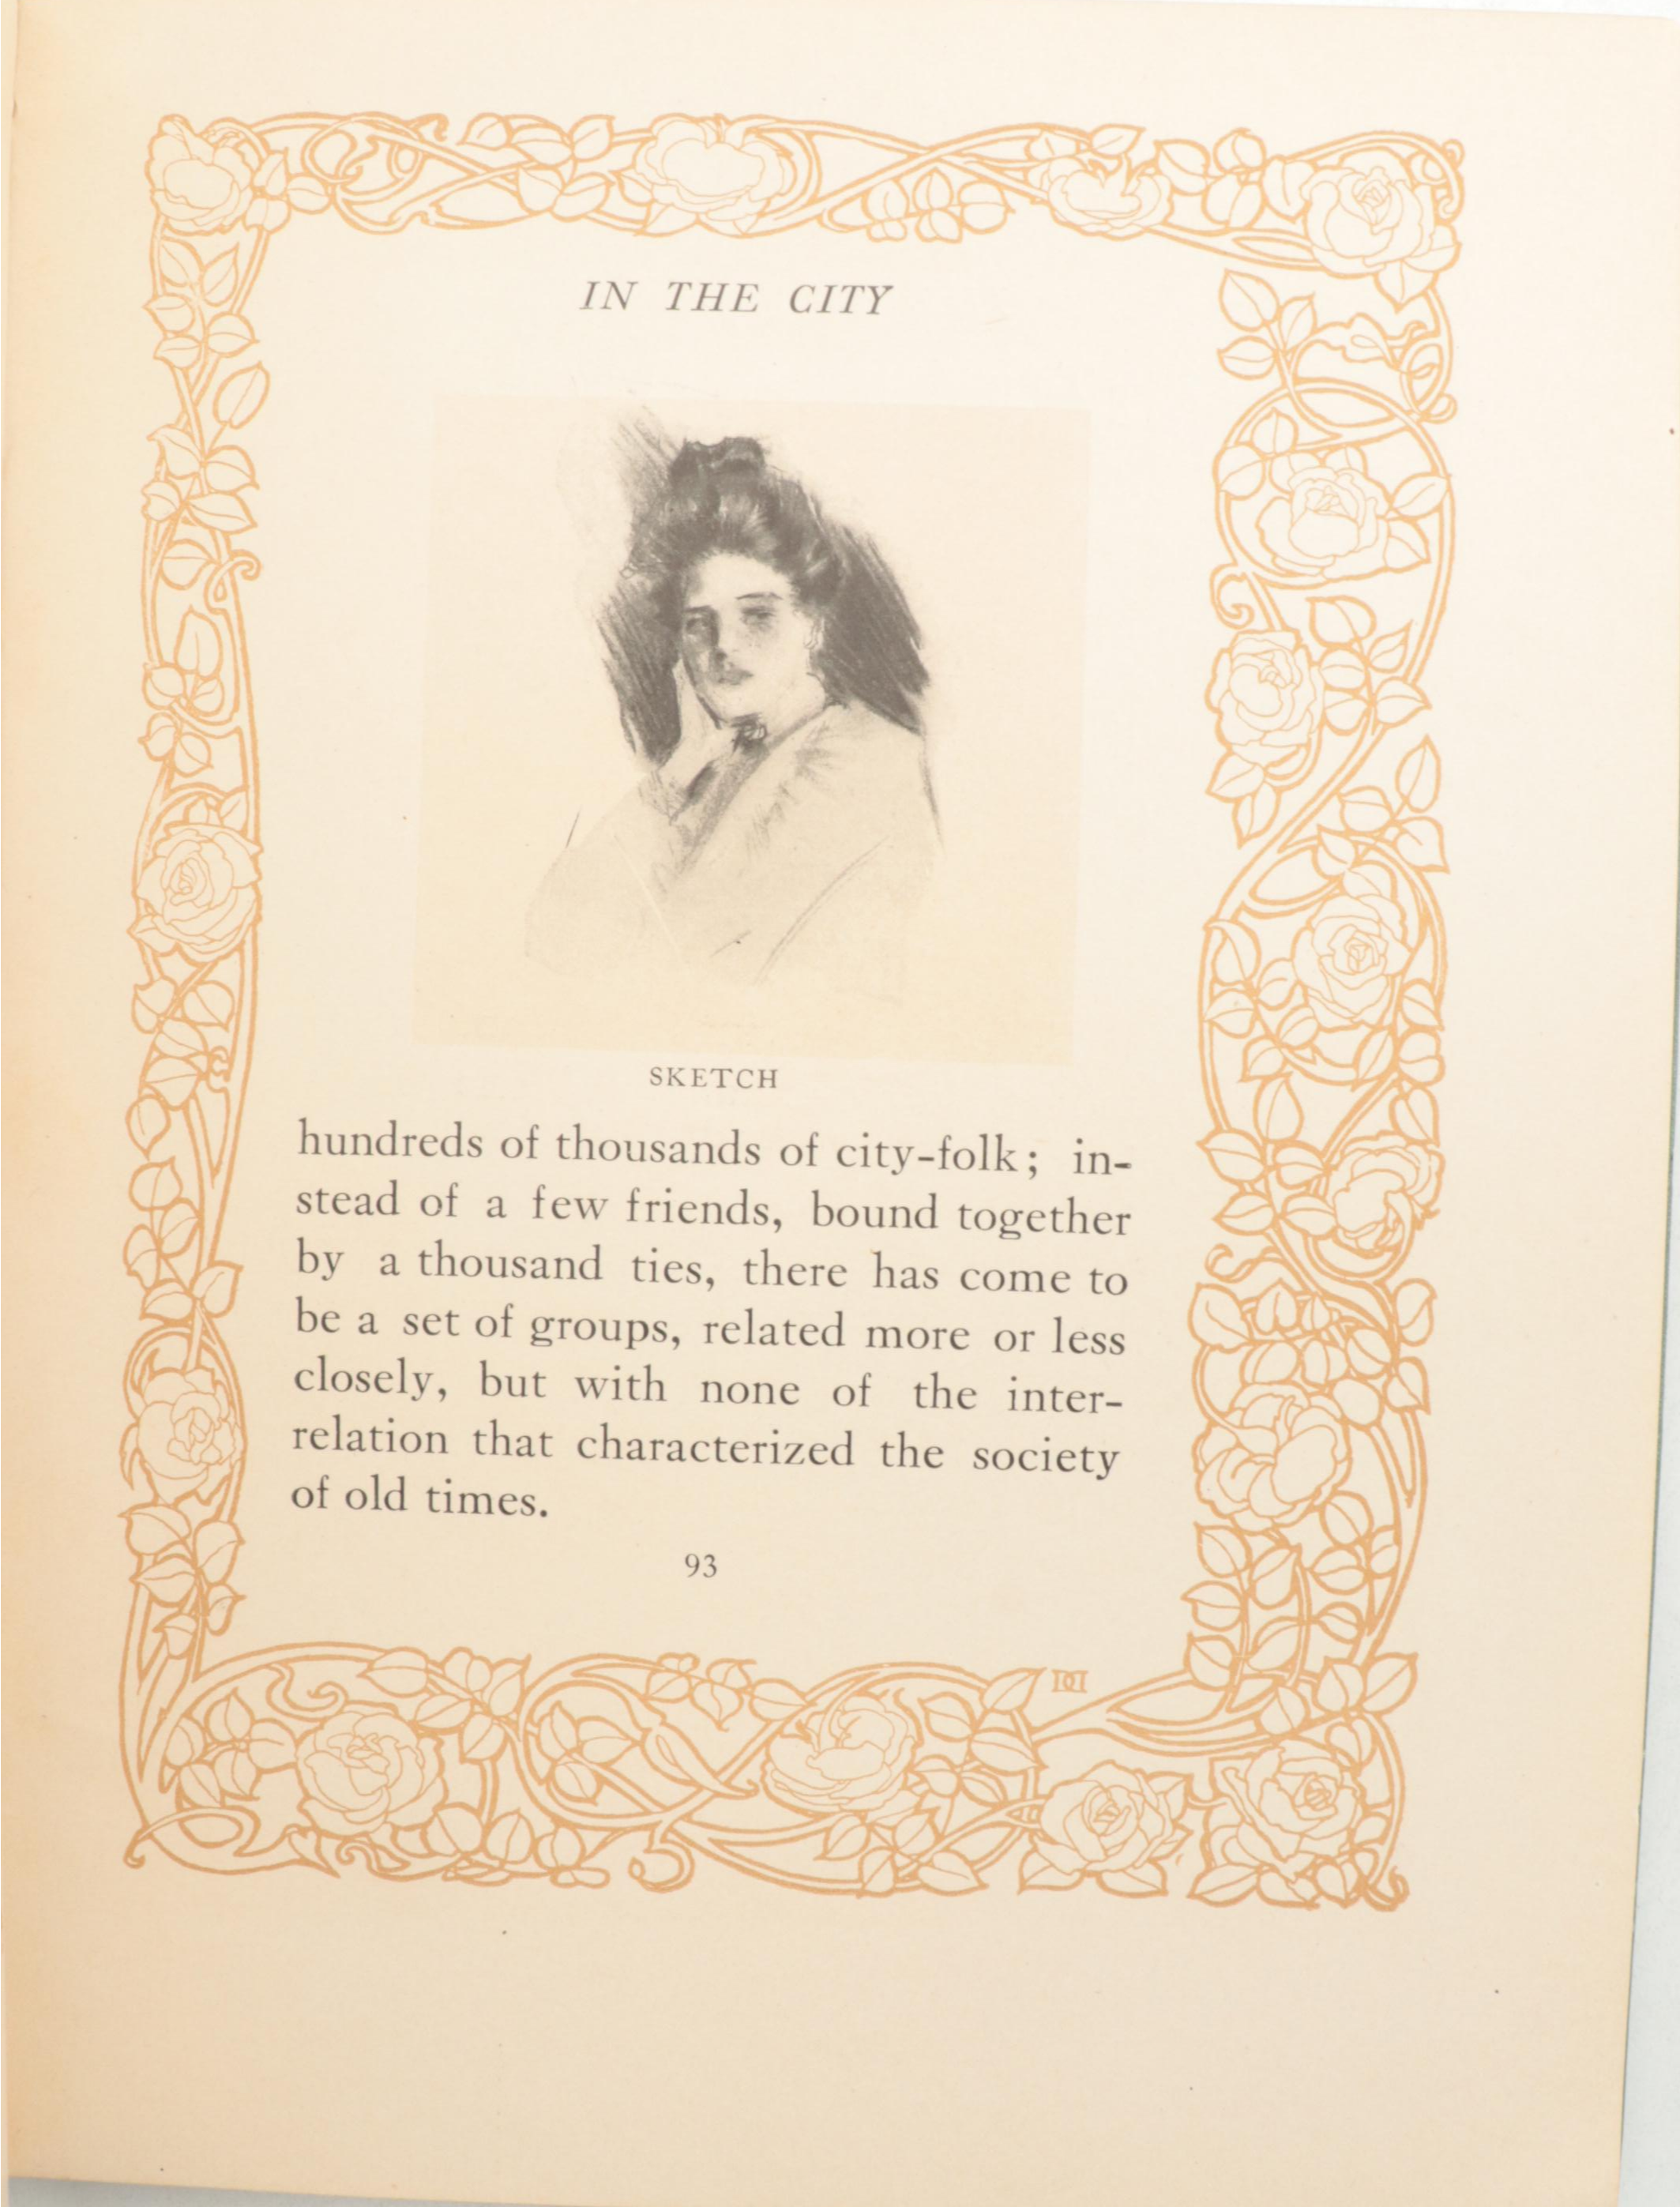 IN THE CITY
SKETCH
hundreds of thousands of city-folk; in-
stead of a few friends, bound together
by a thousand ties, there has come to
be a set of groups, related more or less
closely, but with none of the inter-
relation that characterized the society
of old times.
93